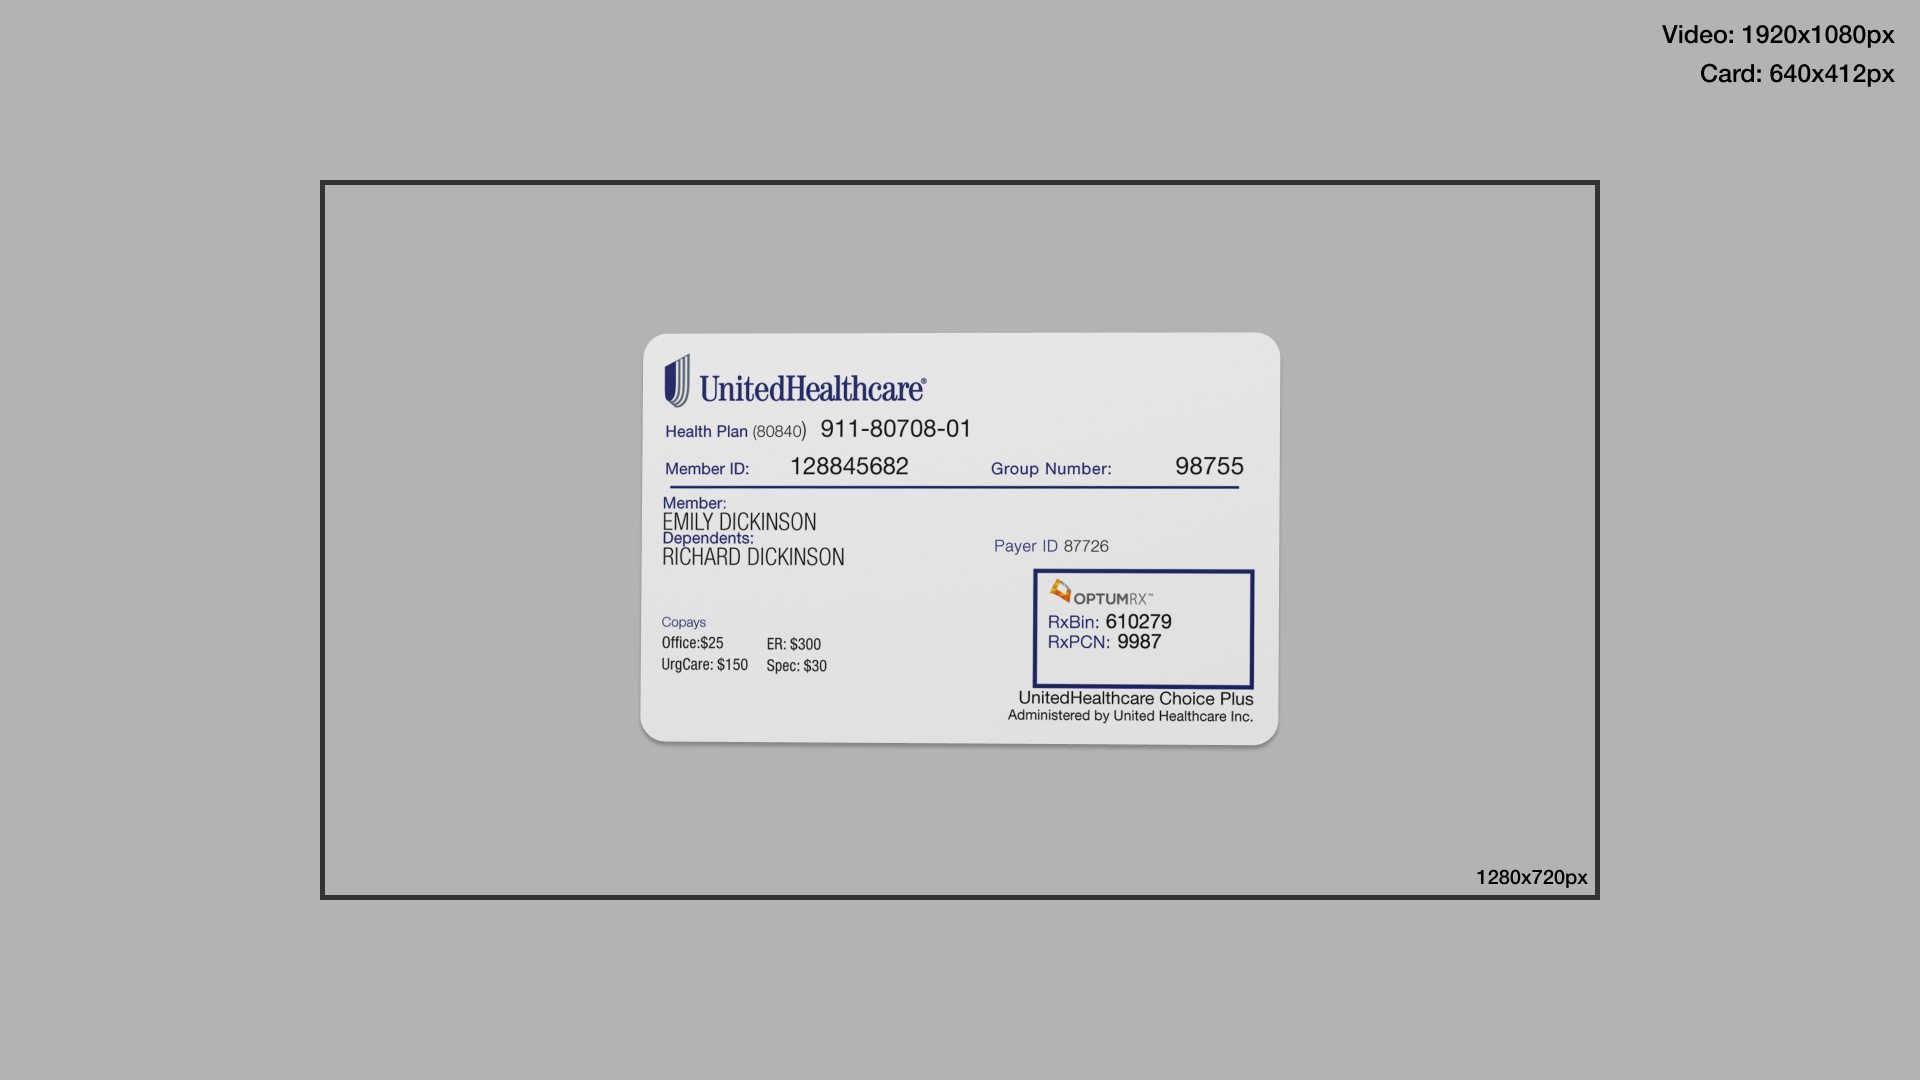 Video: 1920x1080px
Card: 640x412px
UnitedHealthcare®
Health Plan (80840) 911-80708-01
Member ID: 128845682 Group Number: 98755
Member:
EMILY DICKINSON
Dependents:
RICHARD DICKINSON
Payer ID 87726
OPTUMRX™
RxBin: 610279
RxPCN: 9987
Copays
Office:$25 ER: $300
UrgCare: $150 Spec: $30
UnitedHealthcare Choice Plus
Administered by United Healthcare Inc.
1280x720px